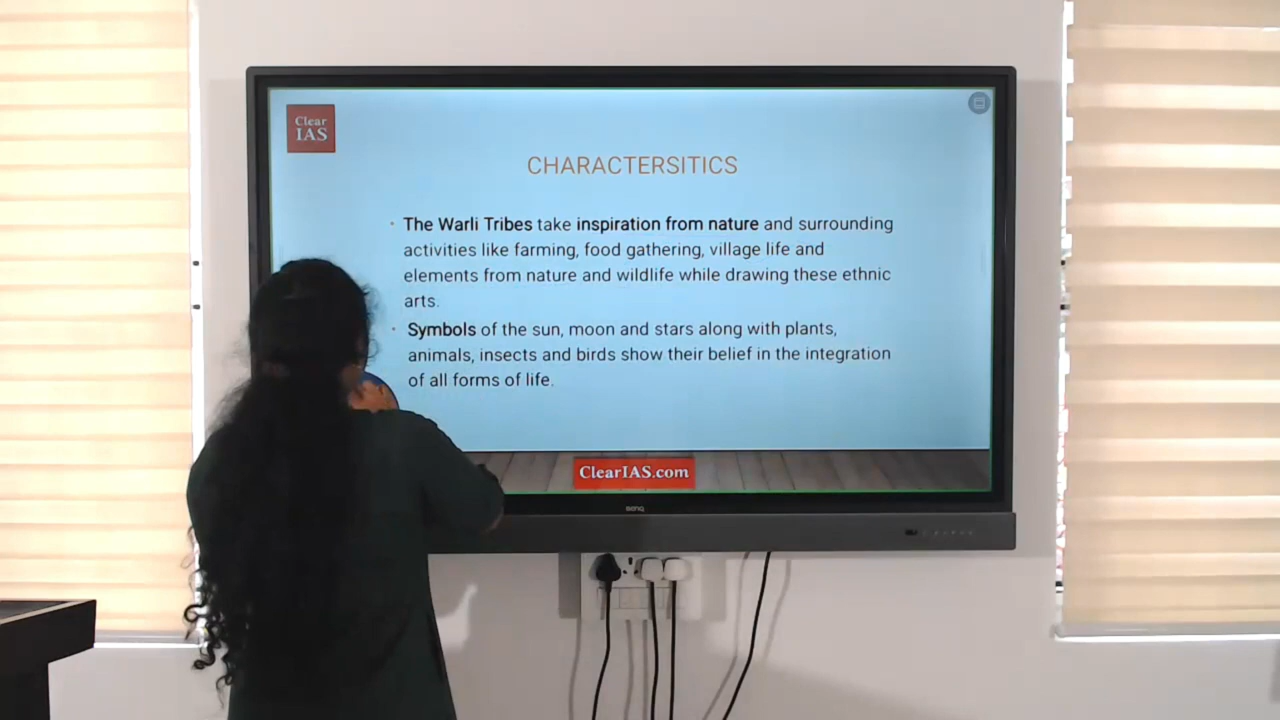 Clear
IAS
CHARACTERSITICS
• The Warli Tribes take inspiration from nature and surrounding
activities like farming, food gathering, village life and
elements from nature and wildlife while drawing these ethnic
arts.
• Symbols of the sun, moon and stars along with plants,
animals, insects and birds show their belief in the integration
of all forms of life.
ClearIAS.com
BenQ